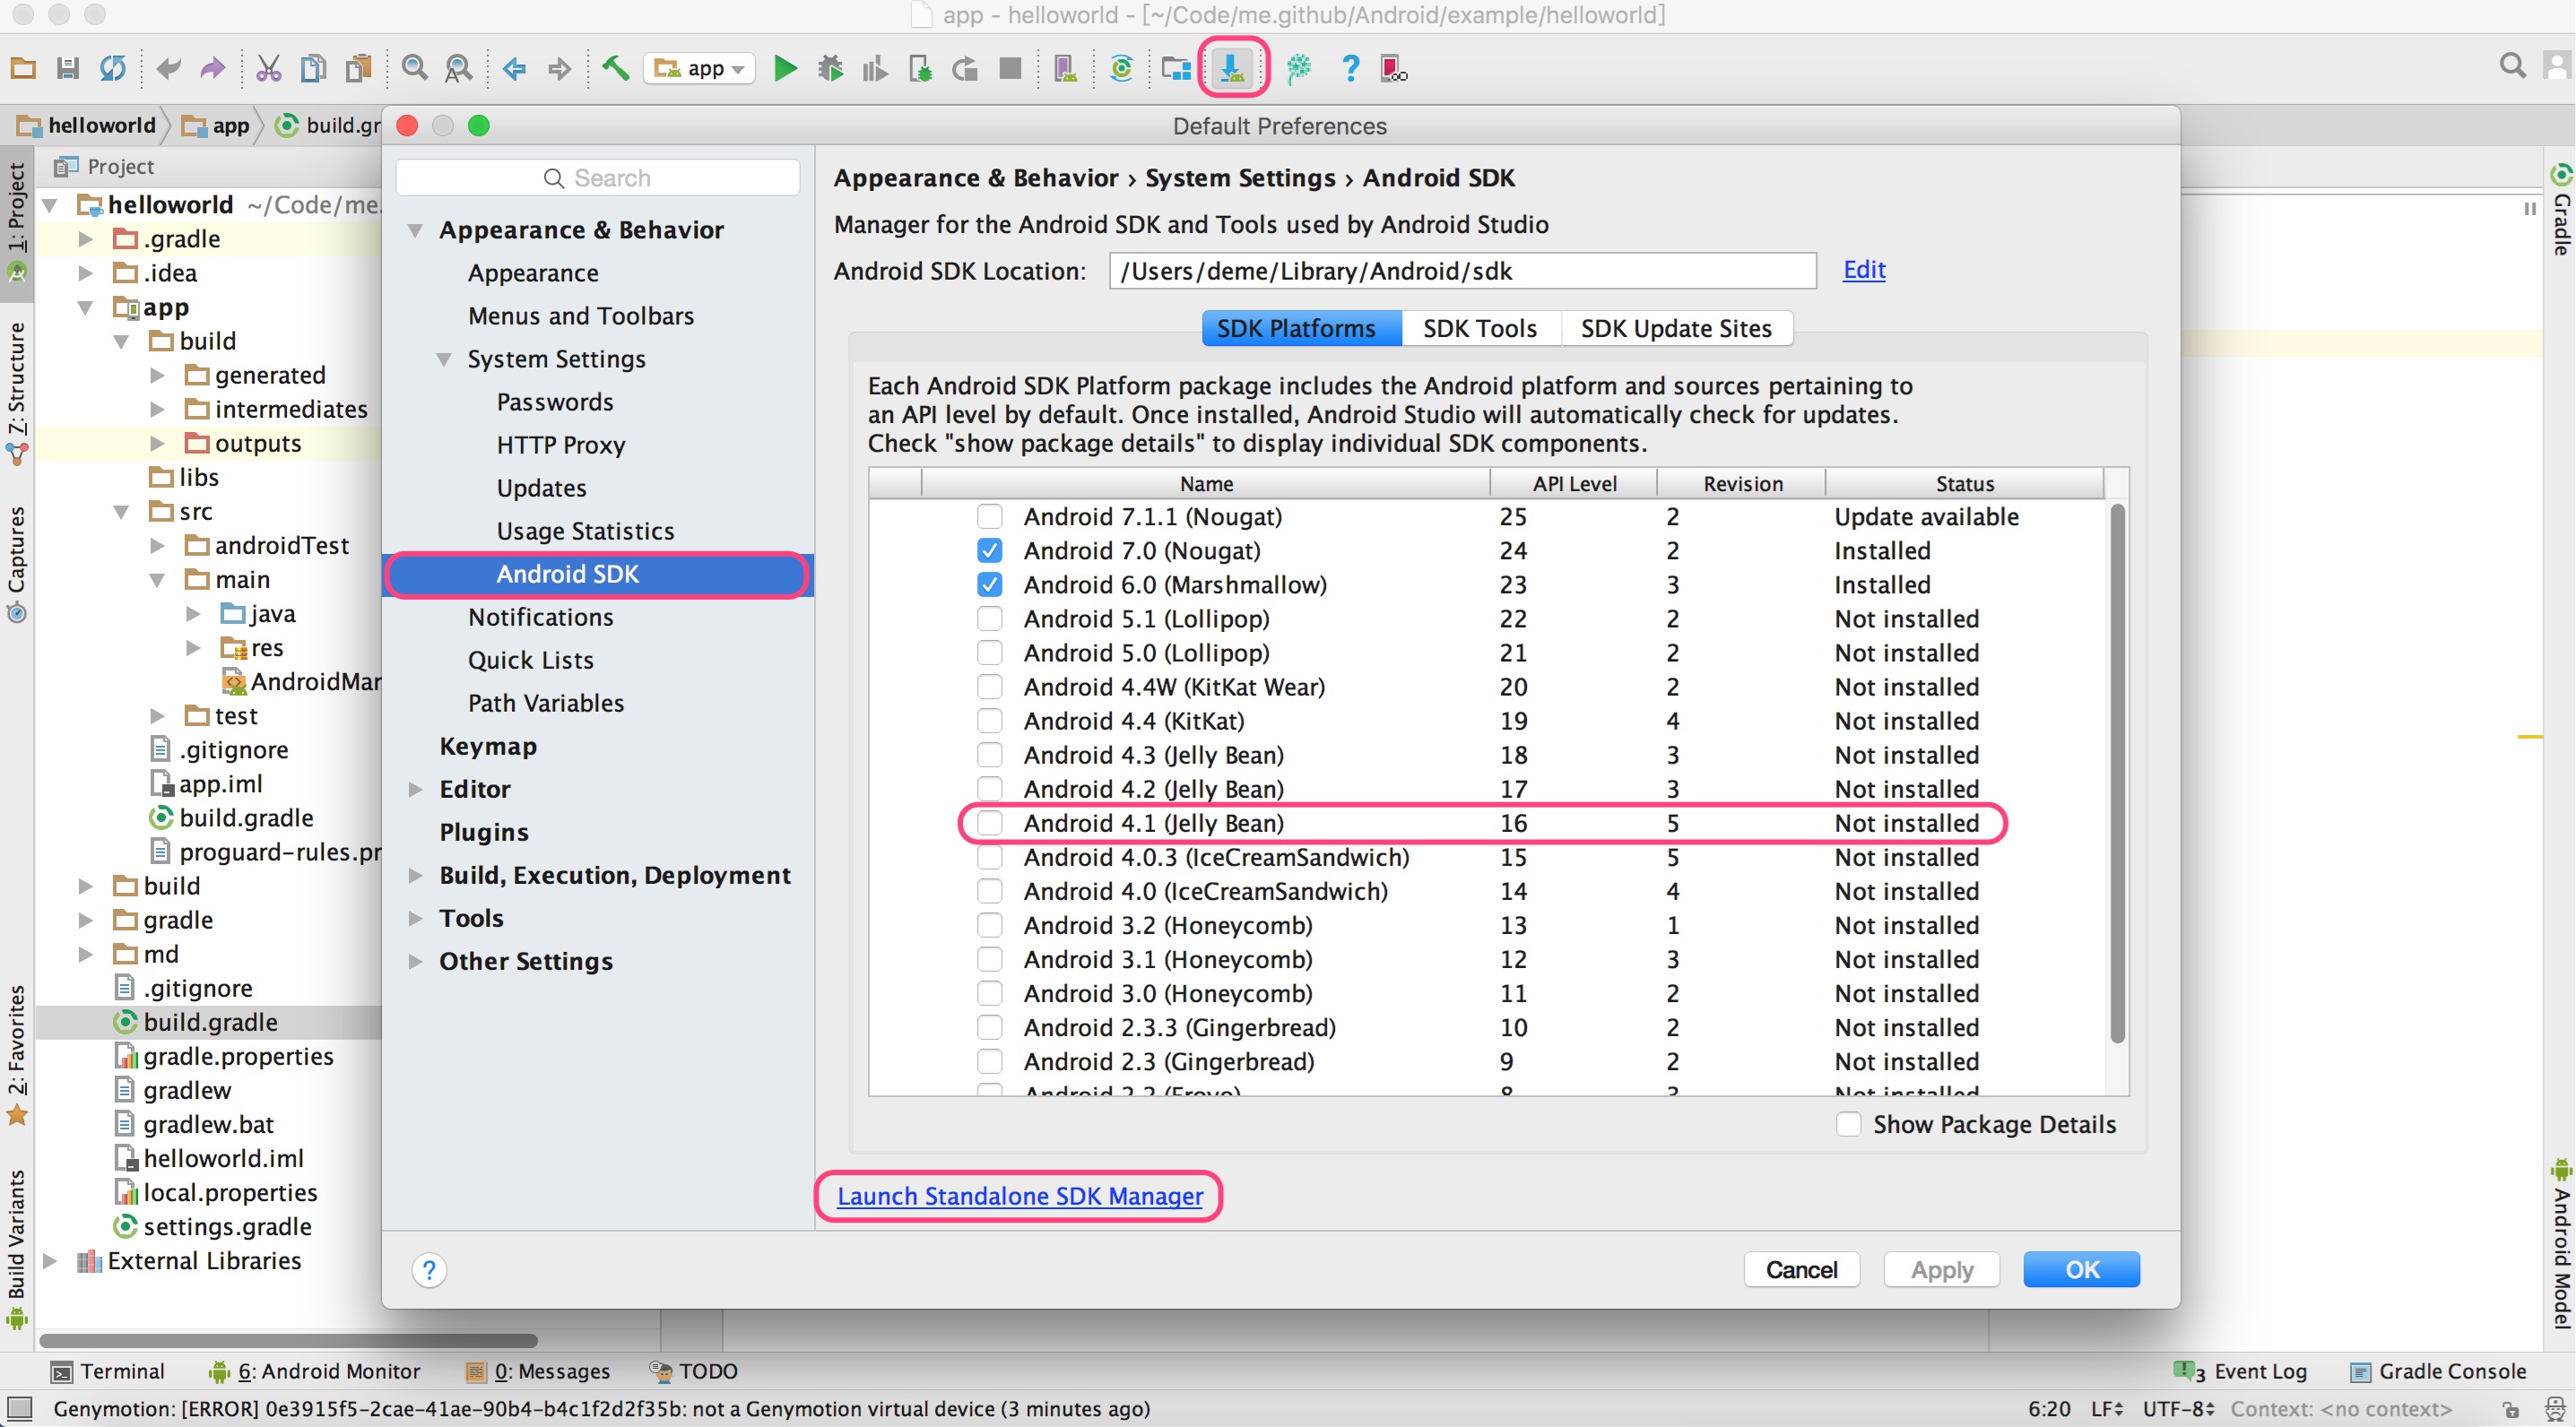 app - helloworld - [~/Code/me.github/Android/example/helloworld]
app
helloworld app build.gr
Default Preferences
1: Project
Z: Structure
Captures
2: Favorites
Build Variants
Project
helloworld ~/Code/me.
.gradle
.idea
app
build
generated
intermediates
outputs
libs
src
androidTest
main
java
res
AndroidMar
test
.gitignore
app.iml
build.gradle
proguard-rules.pr
build
gradle
md
.gitignore
build.gradle
gradle.properties
gradlew
gradlew.bat
helloworld.iml
local.properties
settings.gradle
External Libraries
Search
Appearance & Behavior
Appearance
Menus and Toolbars
System Settings
Passwords
HTTP Proxy
Updates
Usage Statistics
Android SDK
Notifications
Quick Lists
Path Variables
Keymap
Editor
Plugins
Build, Execution, Deployment
Tools
Other Settings
Appearance & Behavior › System Settings › Android SDK
Manager for the Android SDK and Tools used by Android Studio
Android SDK Location: /Users/deme/Library/Android/sdk Edit
SDK Platforms SDK Tools SDK Update Sites
Each Android SDK Platform package includes the Android platform and sources pertaining to
an API level by default. Once installed, Android Studio will automatically check for updates.
Check "show package details" to display individual SDK components.
Name API Level Revision Status
Android 7.1.1 (Nougat) 25 2 Update available
Android 7.0 (Nougat) 24 2 Installed
Android 6.0 (Marshmallow) 23 3 Installed
Android 5.1 (Lollipop) 22 2 Not installed
Android 5.0 (Lollipop) 21 2 Not installed
Android 4.4W (KitKat Wear) 20 2 Not installed
Android 4.4 (KitKat) 19 4 Not installed
Android 4.3 (Jelly Bean) 18 3 Not installed
Android 4.2 (Jelly Bean) 17 3 Not installed
Android 4.1 (Jelly Bean) 16 5 Not installed
Android 4.0.3 (IceCreamSandwich) 15 5 Not installed
Android 4.0 (IceCreamSandwich) 14 4 Not installed
Android 3.2 (Honeycomb) 13 1 Not installed
Android 3.1 (Honeycomb) 12 3 Not installed
Android 3.0 (Honeycomb) 11 2 Not installed
Android 2.3.3 (Gingerbread) 10 2 Not installed
Android 2.3 (Gingerbread) 9 2 Not installed
Android 2.2 (Froyo) 8 3 Not installed
Show Package Details
Launch Standalone SDK Manager
? Cancel Apply OK
Gradle
Android Model
Terminal 6: Android Monitor 0: Messages TODO 3 Event Log Gradle Console
Genymotion: [ERROR] 0e3915f5-2cae-41ae-90b4-b4c1f2d2f35b: not a Genymotion virtual device (3 minutes ago) 6:20 LF UTF-8 Context: <no context>